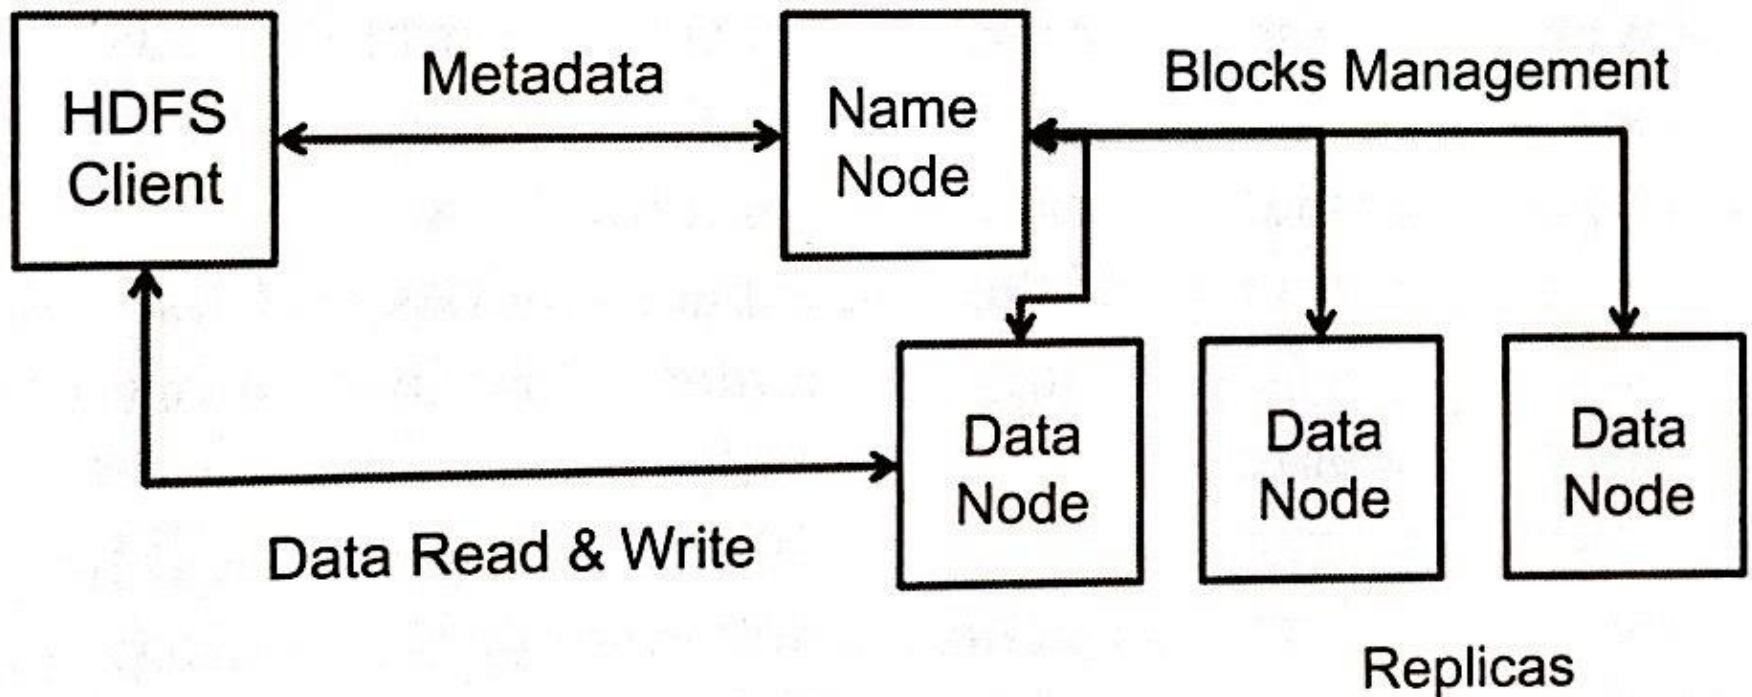 HDFS
Client
Metadata
Name
Node
Blocks Management
Data
Node
Data
Node
Data
Node
Data Read & Write
Replicas